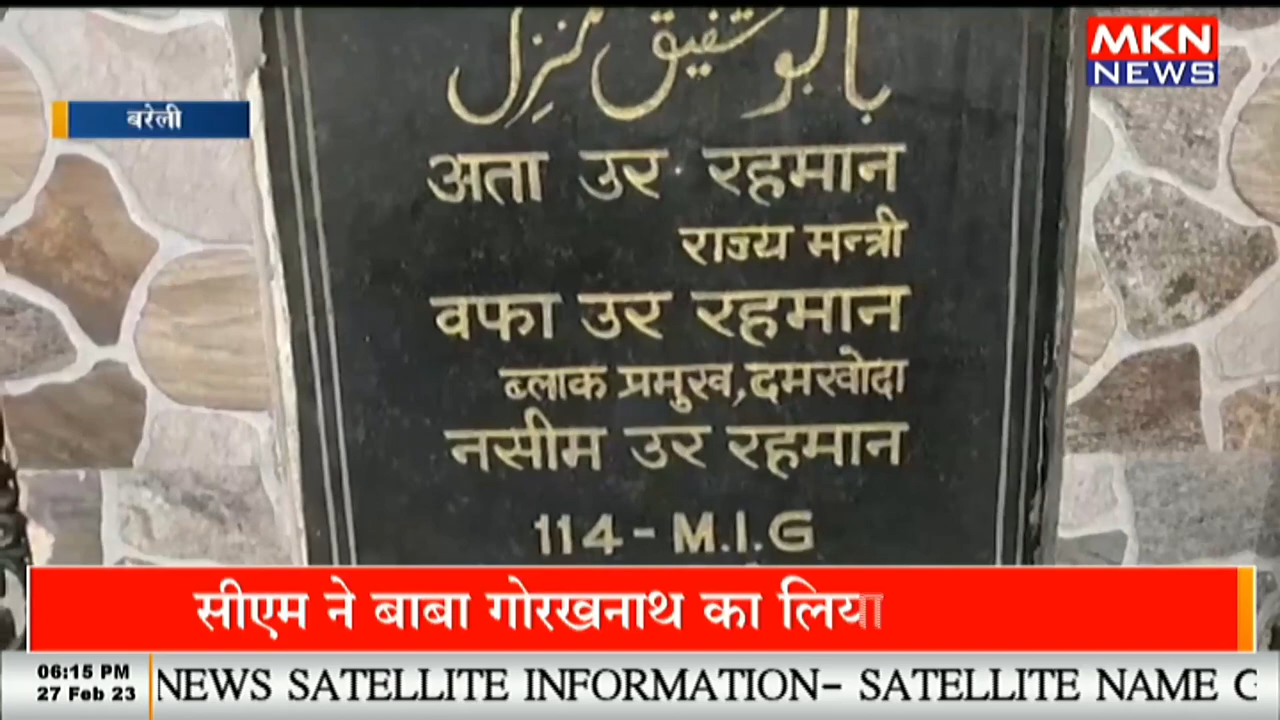 بابو شفیق منزل
MKN
NEWS
बरेली
अता उर रहमान
राज्य मन्त्री
वफा उर रहमान
ब्लाक प्रमुख,दमखोदा
नसीम उर रहमान
114-M.I.G
सीएम ने बाबा गोरखनाथ का लिया
06:15 PM
27 Feb 23
NEWS SATELLITE INFORMATION- SATELLITE NAME G